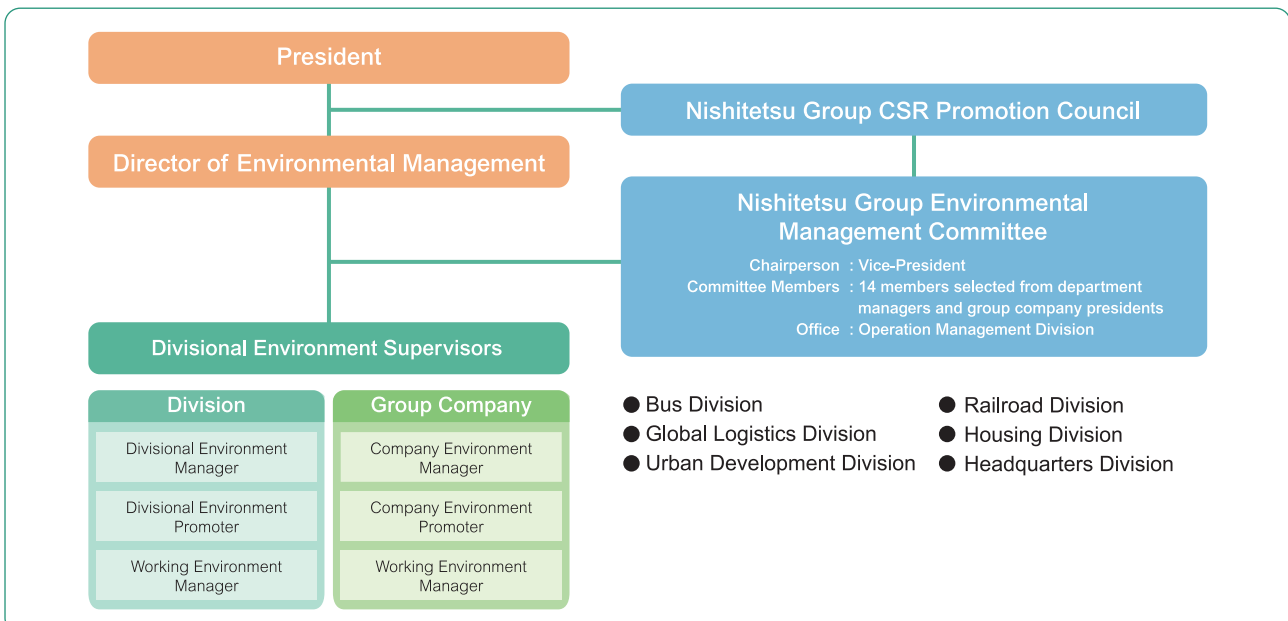 President
Nishitetsu Group CSR Promotion Council
Director of Environmental Management
Nishitetsu Group Environmental
Management Committee
Chairperson : Vice-President
Committee Members : 14 members selected from department
managers and group company presidents
Office : Operation Management Division
Divisional Environment Supervisors
Division
Divisional Environment
Manager
Divisional Environment
Promoter
Working Environment
Manager
Group Company
Company Environment
Manager
Company Environment
Promoter
Working Environment
Manager
● Bus Division
● Global Logistics Division
● Urban Development Division
● Railroad Division
● Housing Division
● Headquarters Division